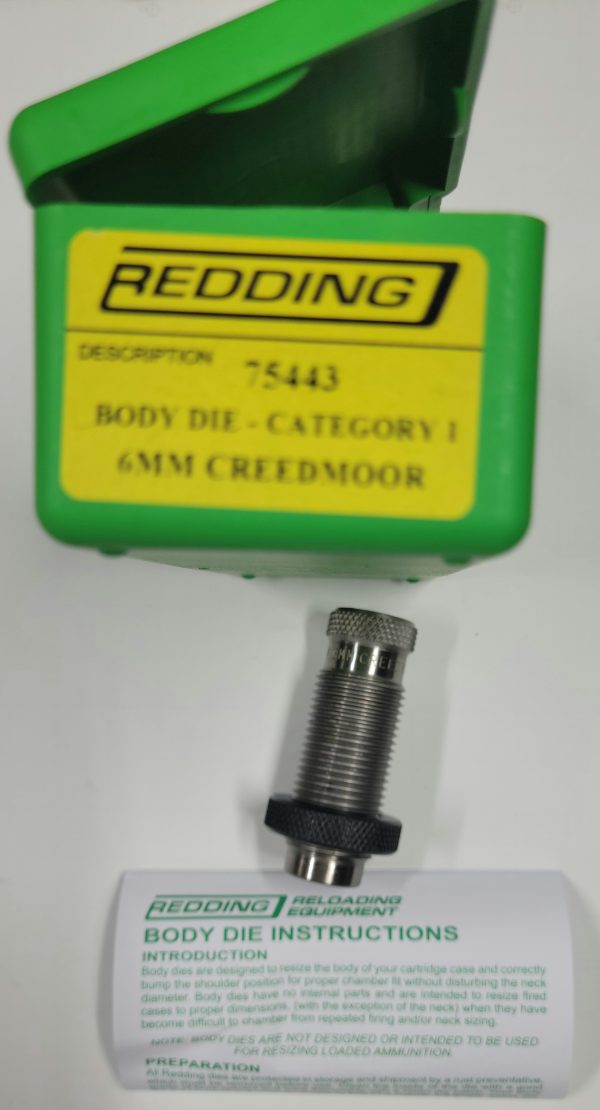 REDDING
DESCRIPTION
75443
BODY DIE - CATEGORY 1
6MM CREEDMOOR
REDDING RELOADING
EQUIPMENT
BODY DIE INSTRUCTIONS
INTRODUCTION
Body dies are designed to resize the body of your cartridge case and correctly
bump the shoulder position for proper chamber fit without disturbing the neck
diameter. Body dies have no internal parts and are intended to resize fired
cases to proper dimensions, (with the exception of the neck) when they have
become difficult to chamber from repeated firing and/or neck sizing.
NOTE: BODY DIES ARE NOT DESIGNED OR INTENDED TO BE USED
FOR RESIZING LOADED AMMUNITION.
PREPARATION
All Redding dies are protected in storage and shipment by a rust preventative,